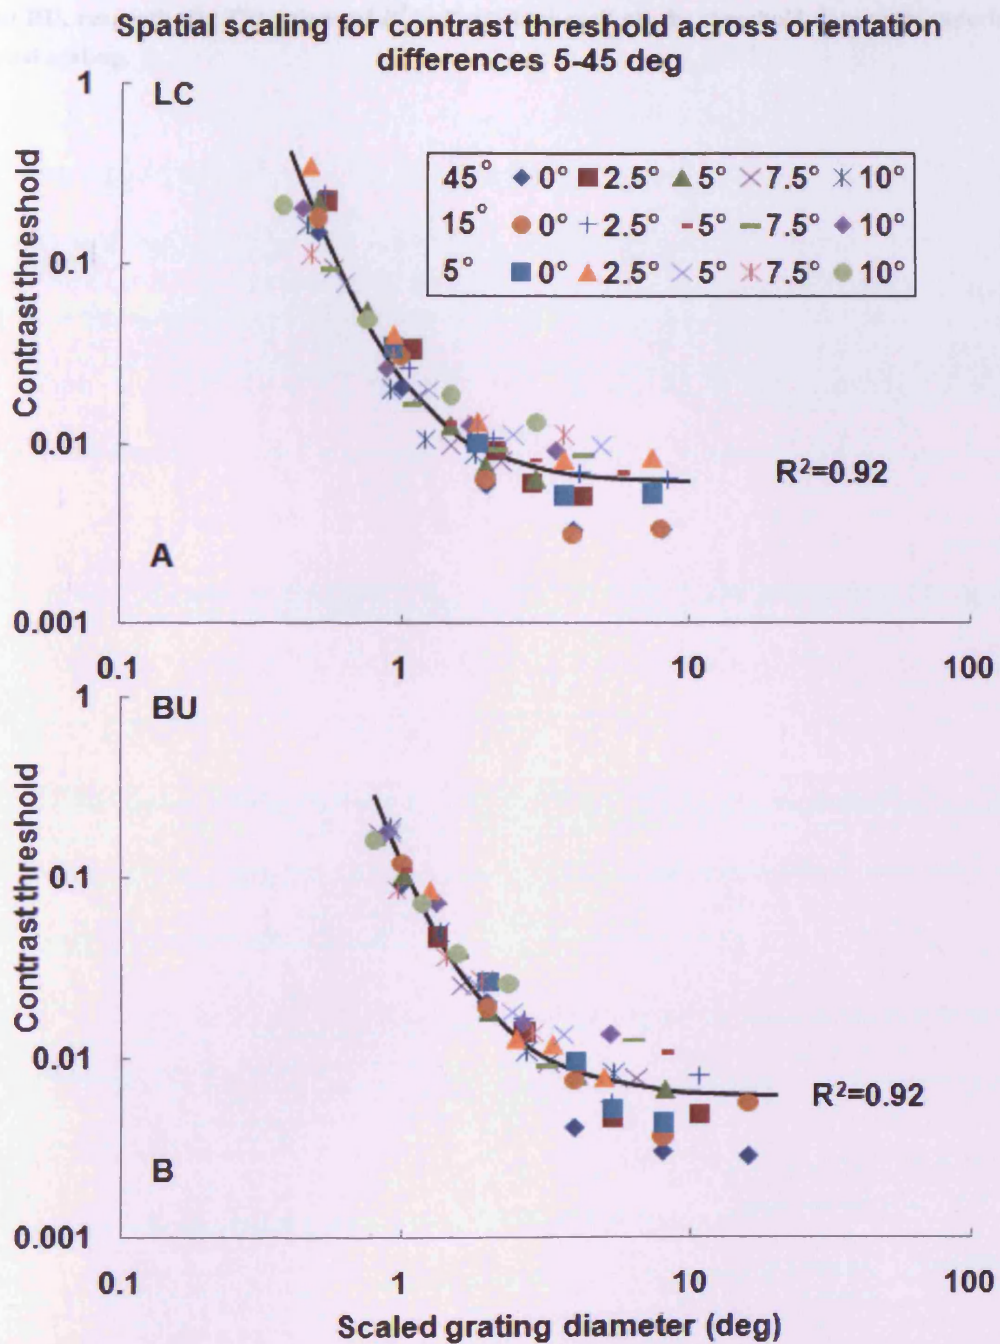 Spatial scaling for contrast threshold across orientation
differences 5-45 deg
1
LC
45° 0° 2.5° 5° 7.5° 10°
15° 0° 2.5° 5° 7.5° 10°
5° 0° 2.5° 5° 7.5° 10°
Contrast threshold
0.1
0.01
R²=0.92
A
0.001
0.1 1 10 100
1
BU
Contrast threshold
0.1
0.01
R²=0.92
B
0.001
0.1 1 10 100
Scaled grating diameter (deg)